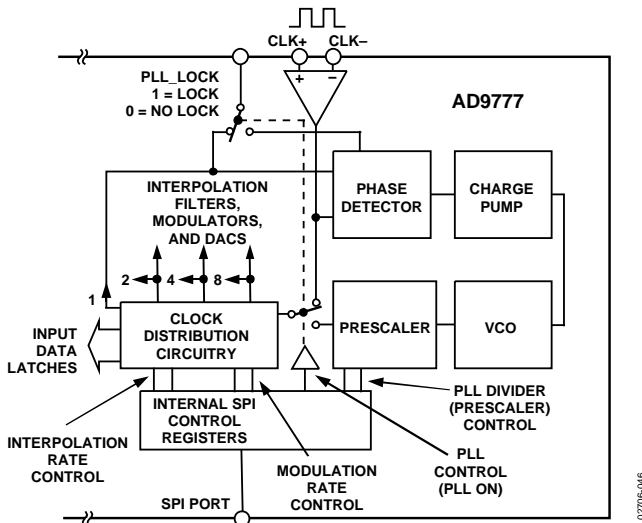 CLK+ CLK–
PLL_LOCK
1 = LOCK
0 = NO LOCK
+ –
AD9777
INTERPOLATION
FILTERS,
MODULATORS,
AND DACS
PHASE
DETECTOR
CHARGE
PUMP
2 4 8
1
CLOCK
DISTRIBUTION
CIRCUITRY
PRESCALER
VCO
INPUT
DATA
LATCHES
INTERNAL SPI
CONTROL
REGISTERS
PLL DIVIDER
(PRESCALER)
CONTROL
INTERPOLATION
RATE
CONTROL
MODULATION
RATE
CONTROL
PLL
CONTROL
(PLL ON)
SPI PORT
02706-046